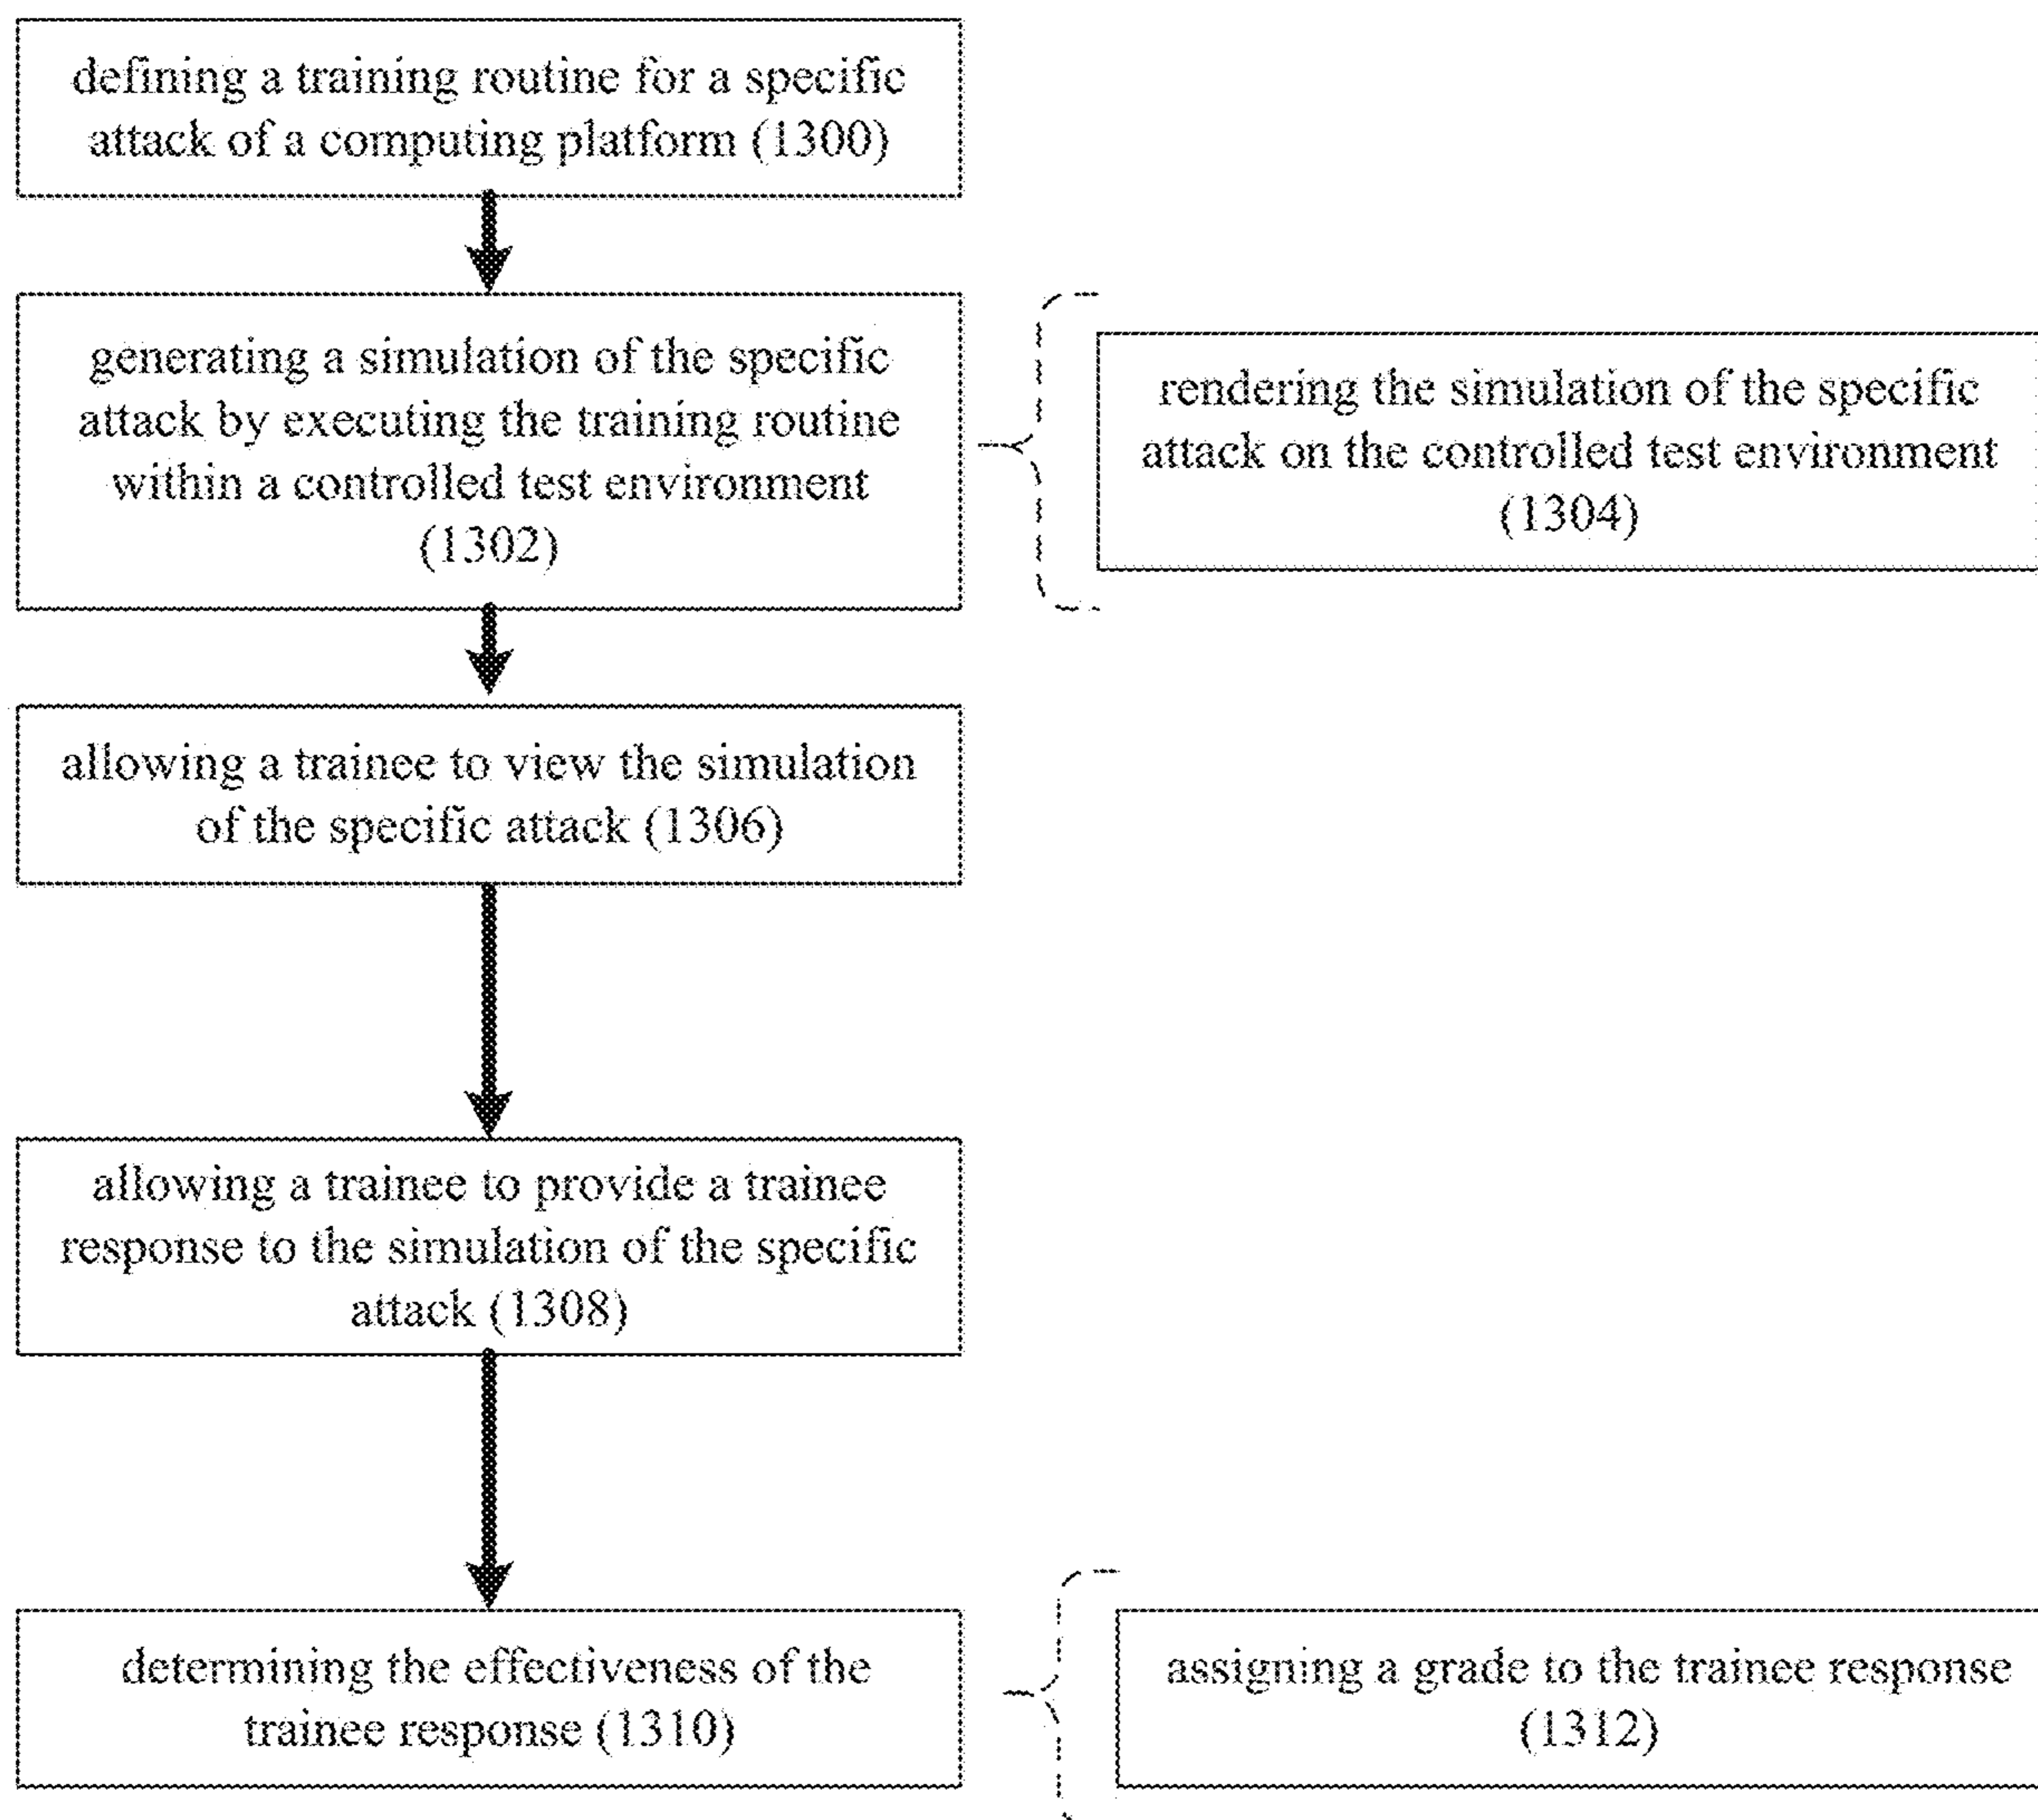 defining a training routine for a specific
attack of a computing platform (1300)
generating a simulation of the specific
attack by executing the training routine
within a controlled test environment
(1302)
rendering the simulation of the specific
attack on the controlled test environment
(1304)
allowing a trainee to view the simulation
of the specific attack (1306)
allowing a trainee to provide a trainee
response to the simulation of the specific
attack (1308)
determining the effectiveness of the
trainee response (1310)
assigning a grade to the trainee response
(1312)